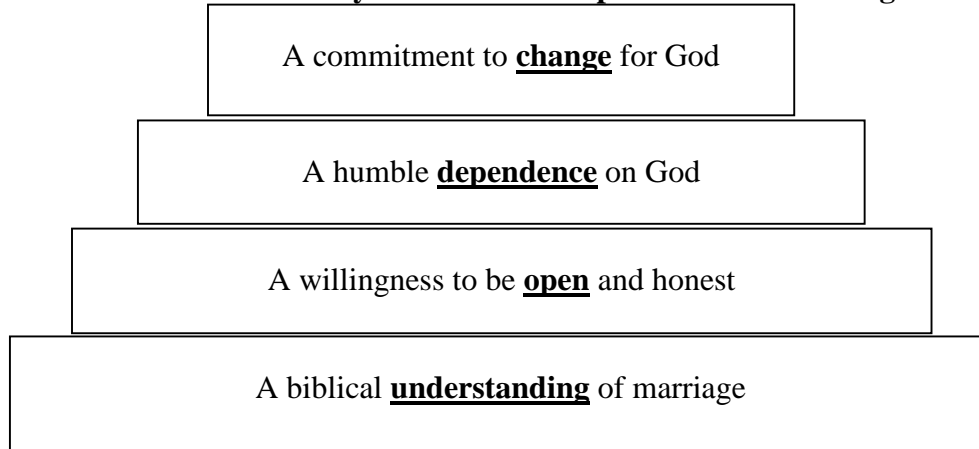 A commitment to change for God
A humble dependence on God
A willingness to be open and honest
A biblical understanding of marriage